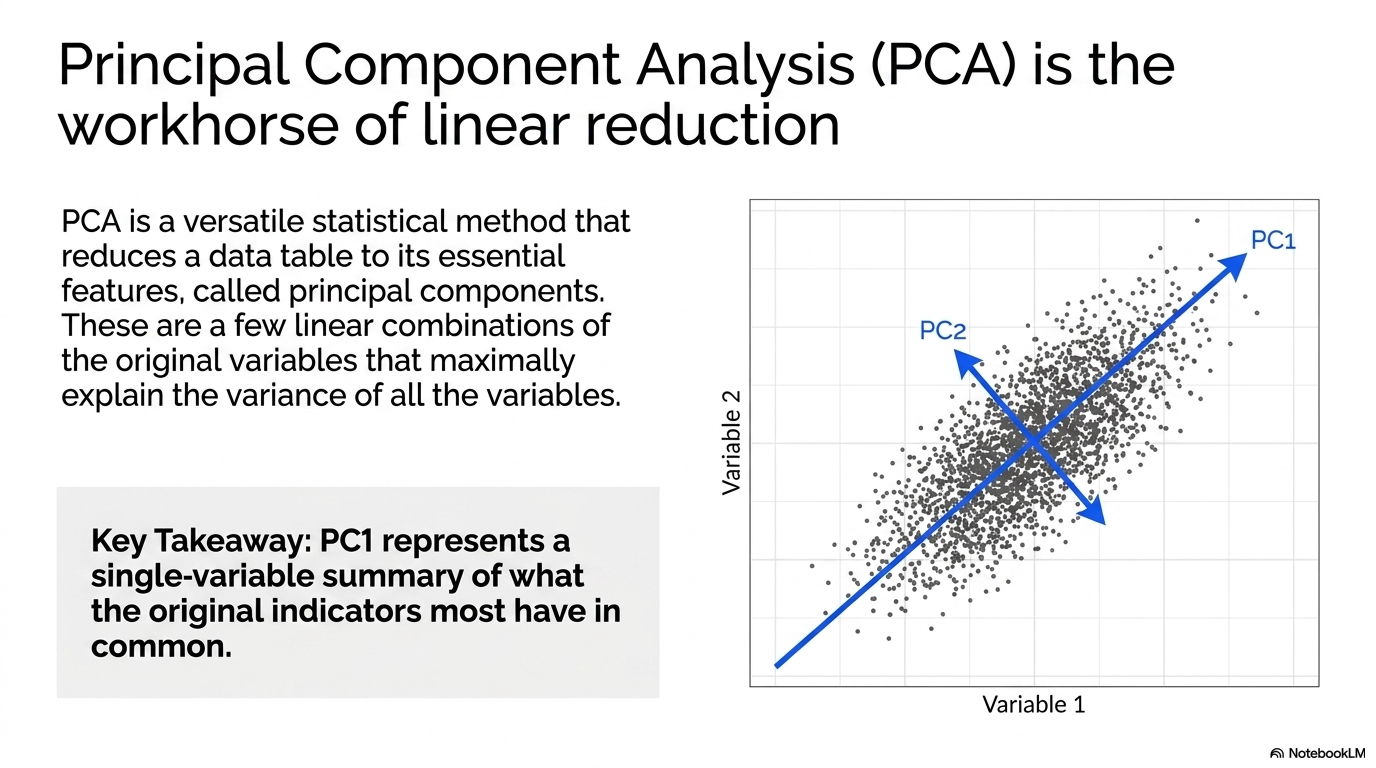 Principal Component Analysis (PCA) is the
workhorse of linear reduction
PCA is a versatile statistical method that
reduces a data table to its essential
features, called principal components.
These are a few linear combinations of
the original variables that maximally
explain the variance of all the variables.
Key Takeaway: PC1 represents a
single-variable summary of what
the original indicators most have in
common.
PC1
PC2
Variable 2
Variable 1
NotebookLM